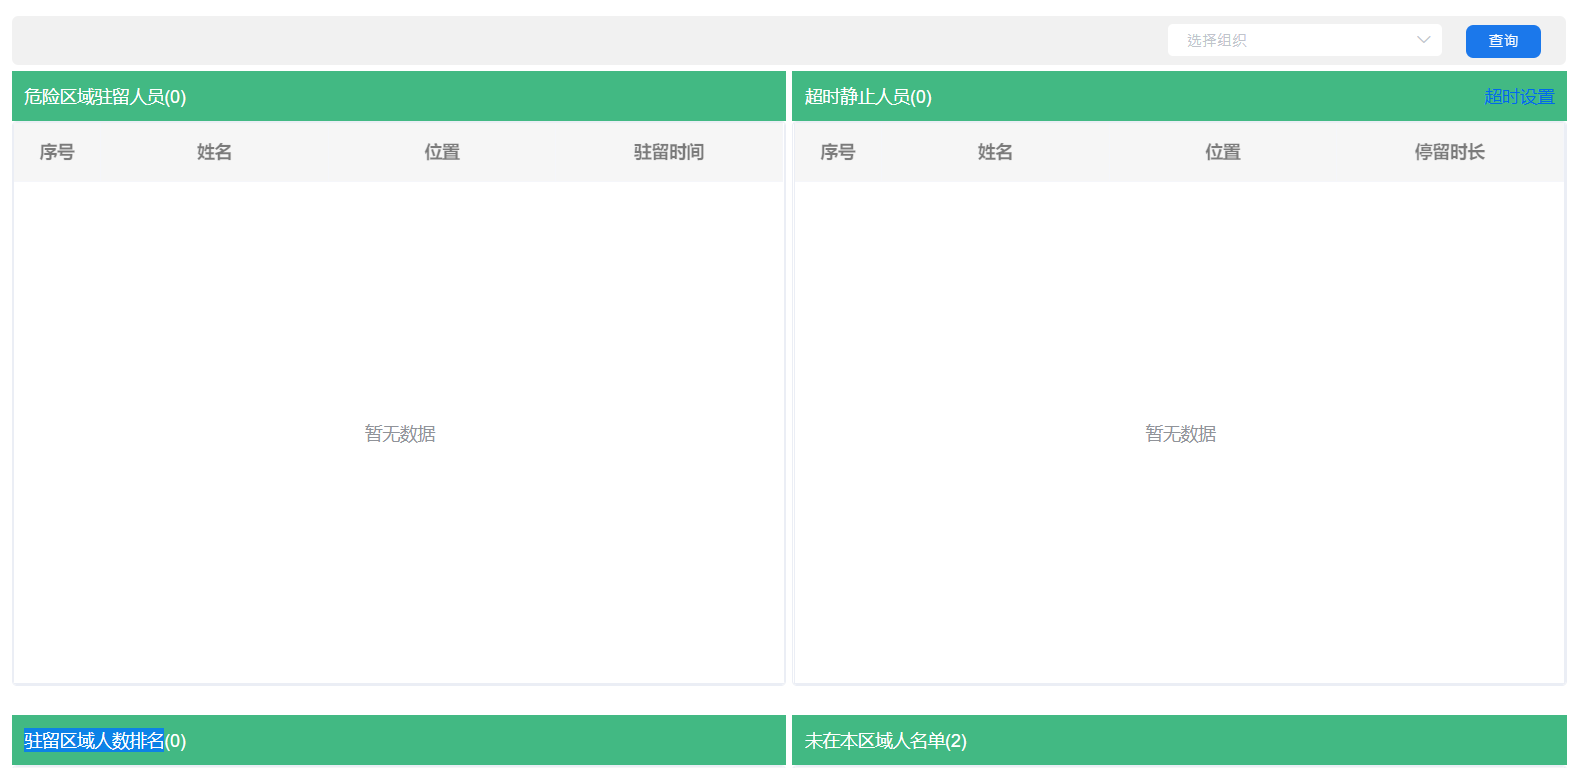 选择组织
查询
危险区域驻留人员(0)
超时静止人员(0) 超时设置
序号 姓名 位置 驻留时间
序号 姓名 位置 停留时长
暂无数据
暂无数据
驻留区域人数排名(0)
未在本区域人名单(2)